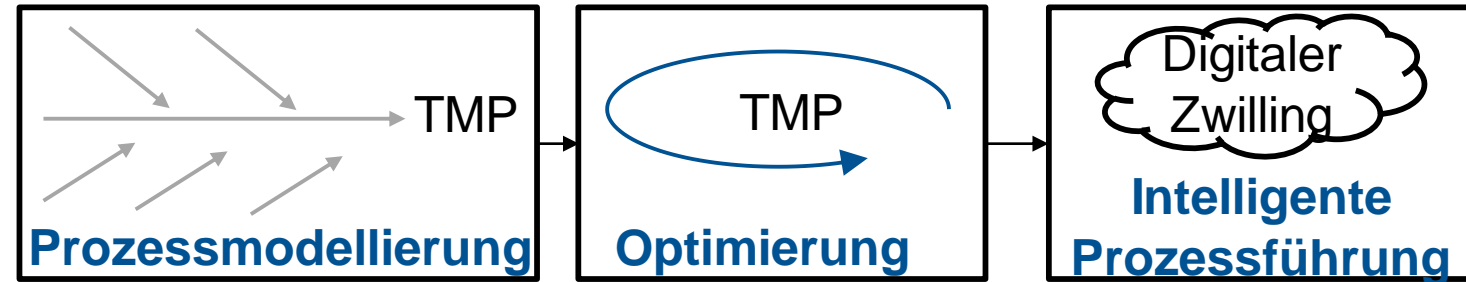 TMP
Prozessmodellierung
TMP
Optimierung
Digitaler
Zwilling
Intelligente
Prozessführung